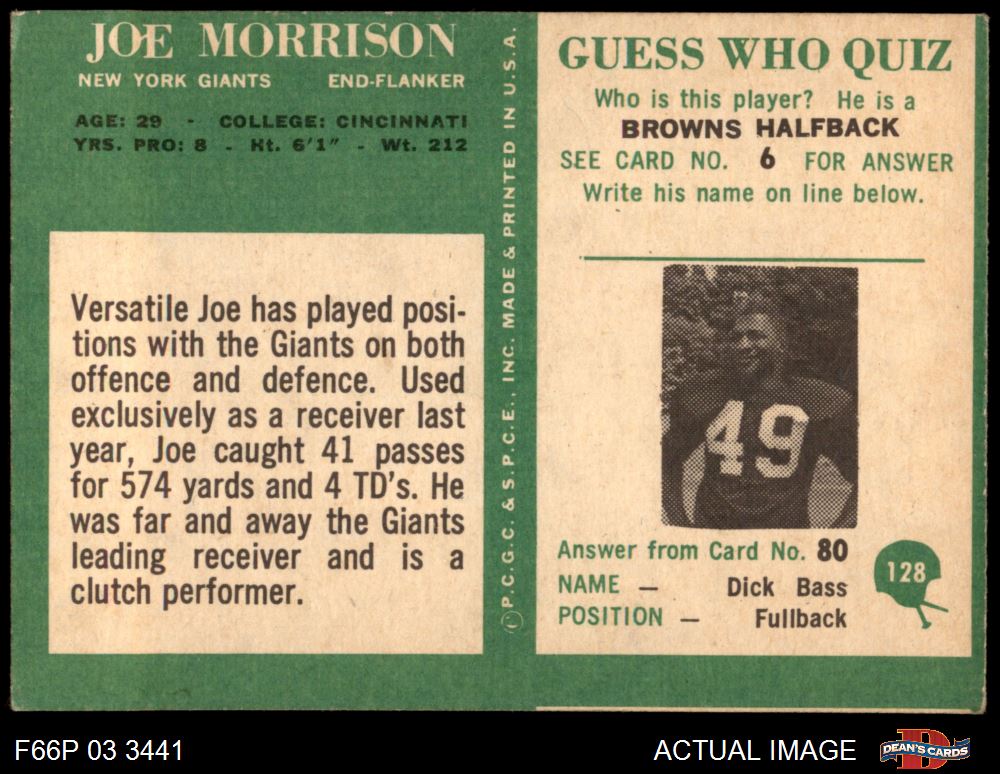 JOE MORRISON
NEW YORK GIANTS END-FLANKER
AGE: 29 - COLLEGE: CINCINNATI
YRS. PRO: 8 - Ht. 6'1" - Wt. 212
Versatile Joe has played posi-
tions with the Giants on both
offence and defence. Used
exclusively as a receiver last
year, Joe caught 41 passes
for 574 yards and 4 TD's. He
was far and away the Giants
leading receiver and is a
clutch performer.
©P.C.G.C. & S.P.C.E., INC. MADE & PRINTED IN U.S.A.
GUESS WHO QUIZ
Who is this player? He is a
BROWNS HALFBACK
SEE CARD NO. 6 FOR ANSWER
Write his name on line below.
49
Answer from Card No. 80
NAME — Dick Bass
POSITION — Fullback
128
F66P 03 3441
ACTUAL IMAGE
D
DEAN'S CARDS